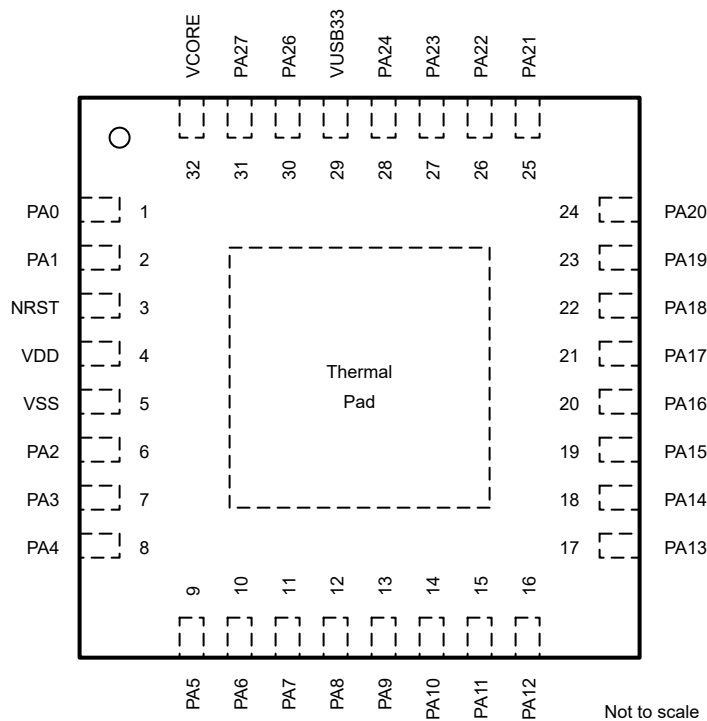 VCORE
PA27
PA26
VUSB33
PA24
PA23
PA22
PA21
32
31
30
29
28
27
26
25
PA0 1
PA1 2
NRST 3
VDD 4
VSS 5
PA2 6
PA3 7
PA4 8
24 PA20
23 PA19
22 PA18
21 PA17
20 PA16
19 PA15
18 PA14
17 PA13
Thermal
Pad
9
10
11
12
13
14
15
16
PA5
PA6
PA7
PA8
PA9
PA10
PA11
PA12
Not to scale